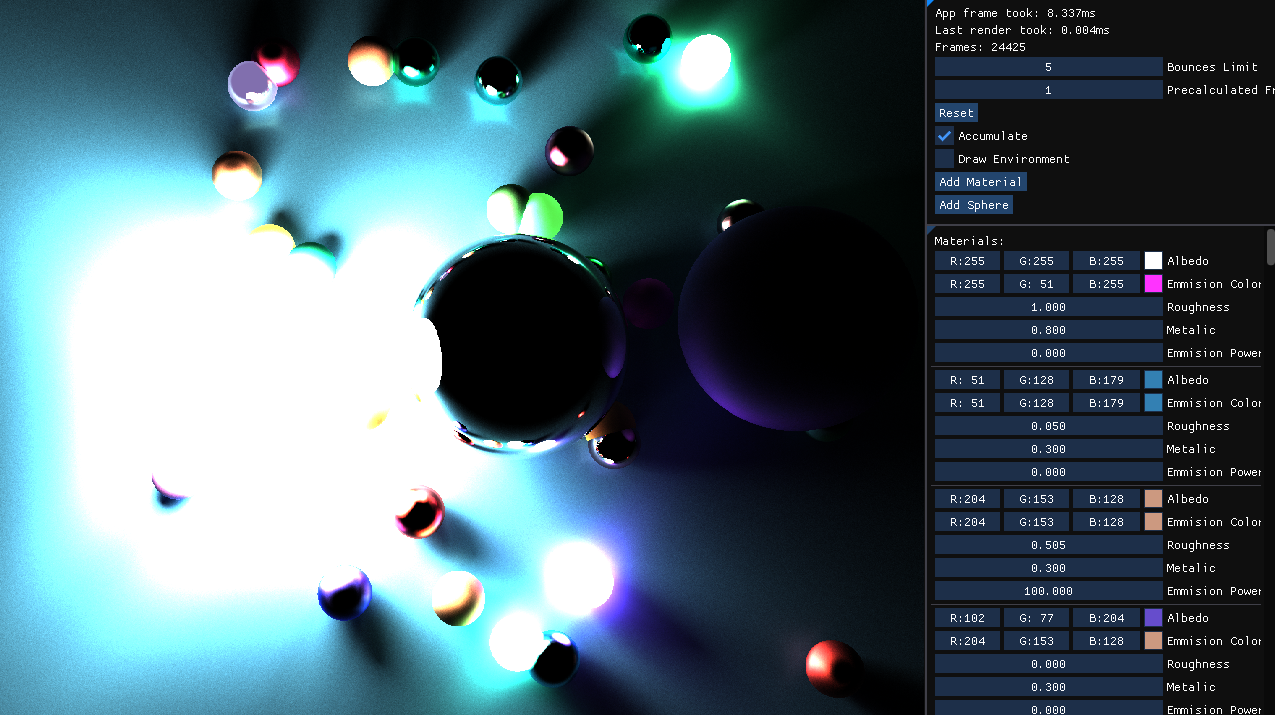 App frame took: 8.337ms
Last render took: 0.004ms
Frames: 24425
5 Bounces Limit
1 Precalculated Fr
Reset
Accumulate
Draw Environment
Add Material
Add Sphere
Materials:
R:255 G:255 B:255 Albedo
R:255 G: 51 B:255 Emmision Color
1.000 Roughness
0.800 Metalic
0.000 Emmision Power
R: 51 G:128 B:179 Albedo
R: 51 G:128 B:179 Emmision Color
0.050 Roughness
0.300 Metalic
0.000 Emmision Power
R:204 G:153 B:128 Albedo
R:204 G:153 B:128 Emmision Color
0.505 Roughness
0.300 Metalic
100.000 Emmision Power
R:102 G: 77 B:204 Albedo
R:204 G:153 B:128 Emmision Color
0.000 Roughness
0.300 Metalic
0.000 Emmision Power